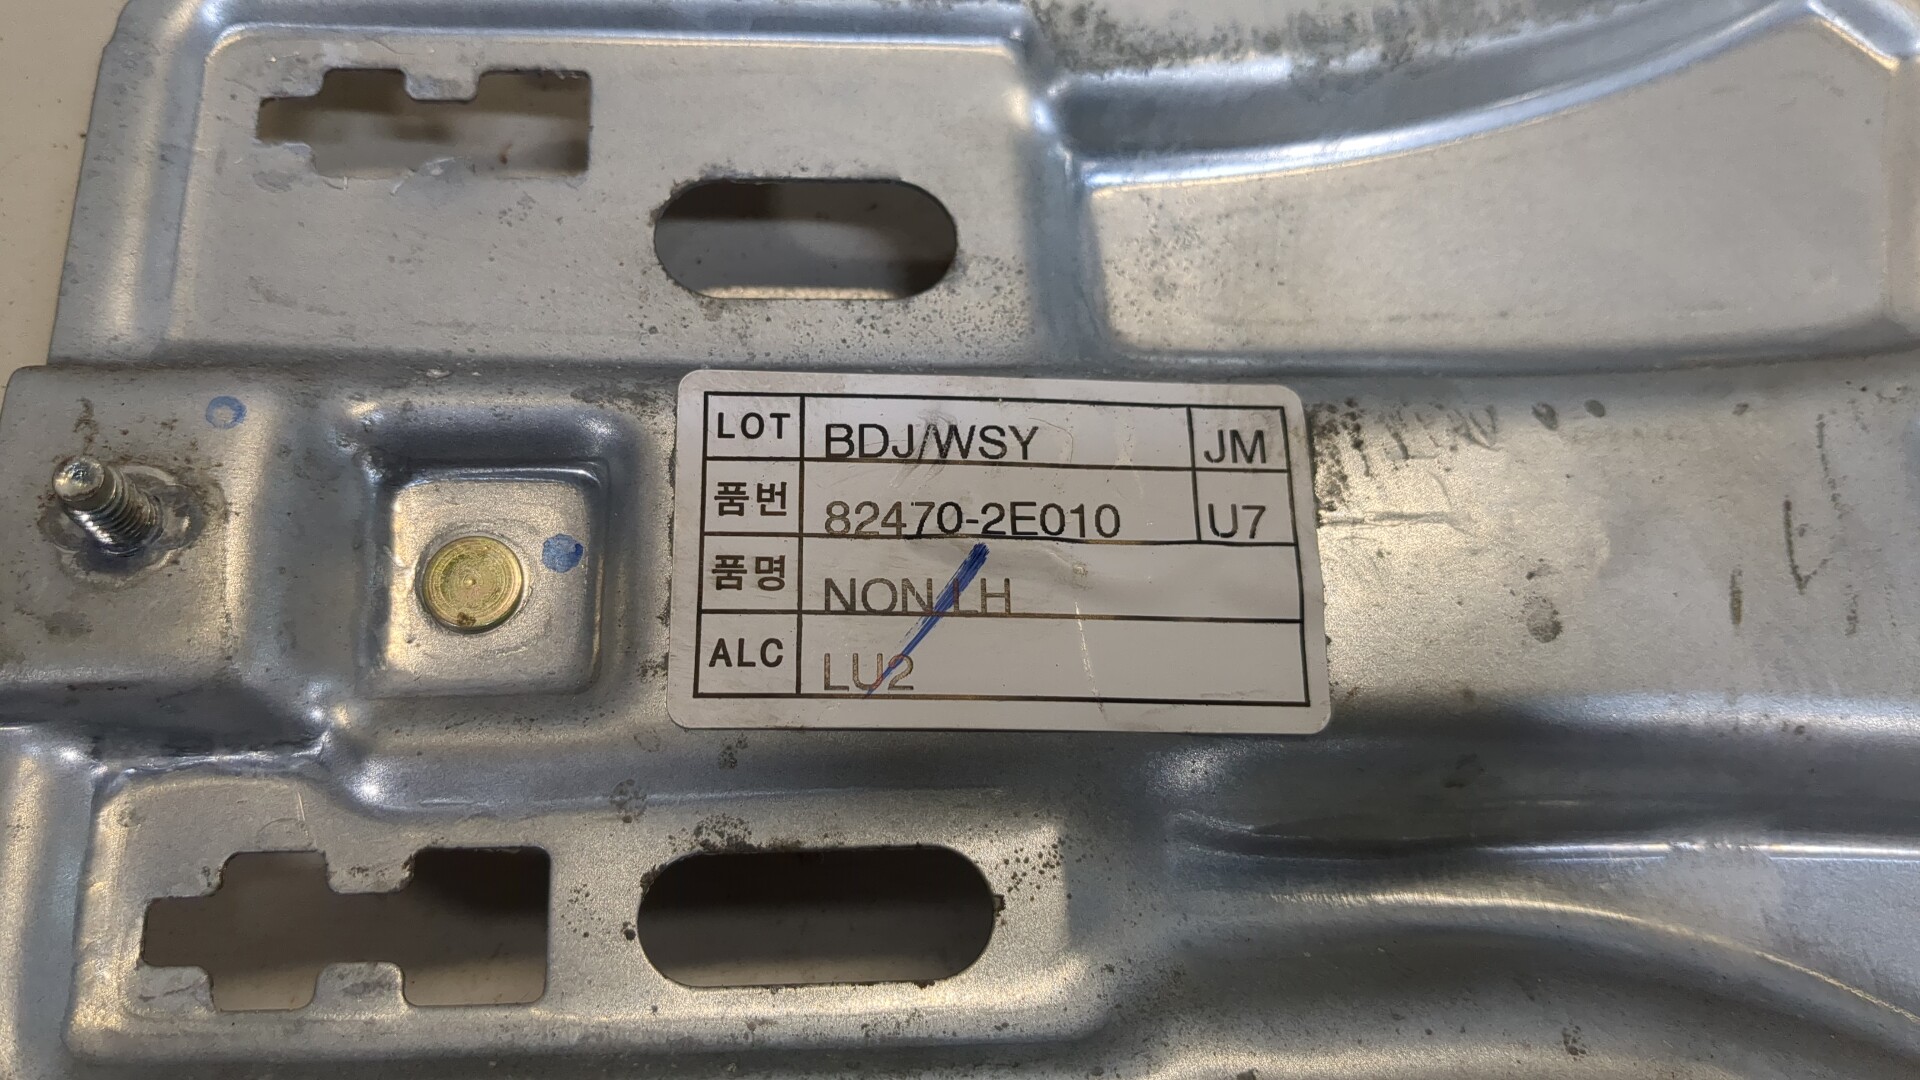 LOT BDJ/WSY JM
품번 82470-2E010 U7
품명 NON LH
ALC LU2